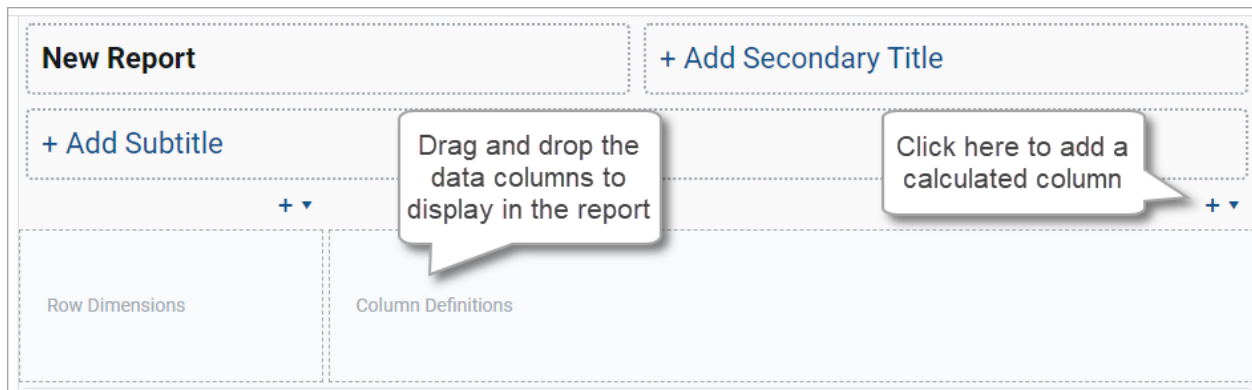 New Report
+ Add Secondary Title
+ Add Subtitle
Drag and drop the
data columns to
display in the report
Click here to add a
calculated column
+ ▾
+ ▾
Row Dimensions
Column Definitions